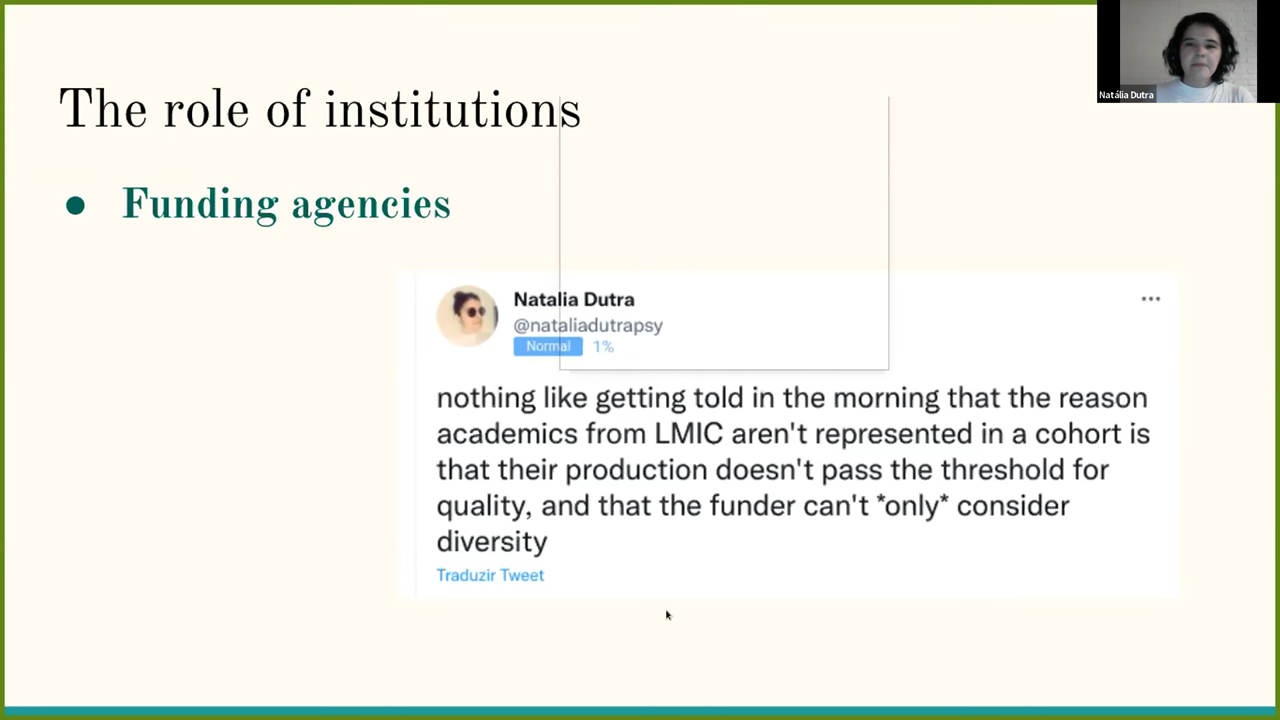 Natália Dutra
The role of institutions
● Funding agencies
Natalia Dutra
@nataliadutrapsy
Normal 1%
nothing like getting told in the morning that the reason
academics from LMIC aren't represented in a cohort is
that their production doesn't pass the threshold for
quality, and that the funder can't *only* consider
diversity
Traduzir Tweet